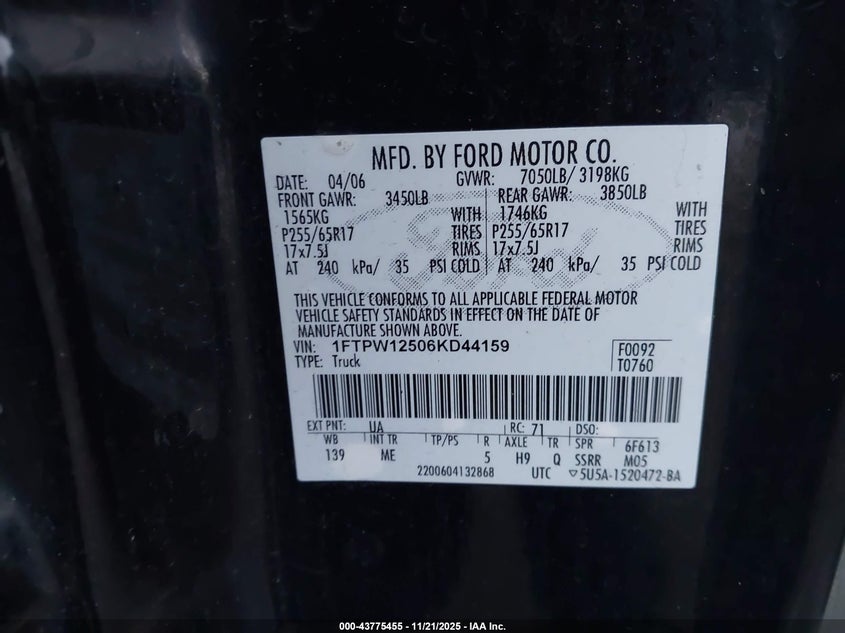 MFD. BY FORD MOTOR CO.
DATE: 04/06 GVWR: 7050LB/ 3198KG
FRONT GAWR: 3450LB REAR GAWR: 3850LB
1565KG WITH 1746KG WITH
P255/65R17 TIRES P255/65R17 TIRES
17x7.5J RIMS 17x7.5J RIMS
AT 240 kPa/ 35 PSI COLD AT 240 kPa/ 35 PSI COLD
THIS VEHICLE CONFORMS TO ALL APPLICABLE FEDERAL MOTOR
VEHICLE SAFETY STANDARDS IN EFFECT ON THE DATE OF
MANUFACTURE SHOWN ABOVE.
VIN: 1FTPW12506KD44159 F0092
TYPE: Truck T0760
EXT PNT: UA RC: 71 DSO:
WB INT TR TP/PS R AXLE TR SPR 6F613
139 ME 5 H9 Q SSRR M05
2200604132868 UTC ▽5U5A-1520472-BA
Ford
000-43775455 - 11/21/2025 - IAA Inc.